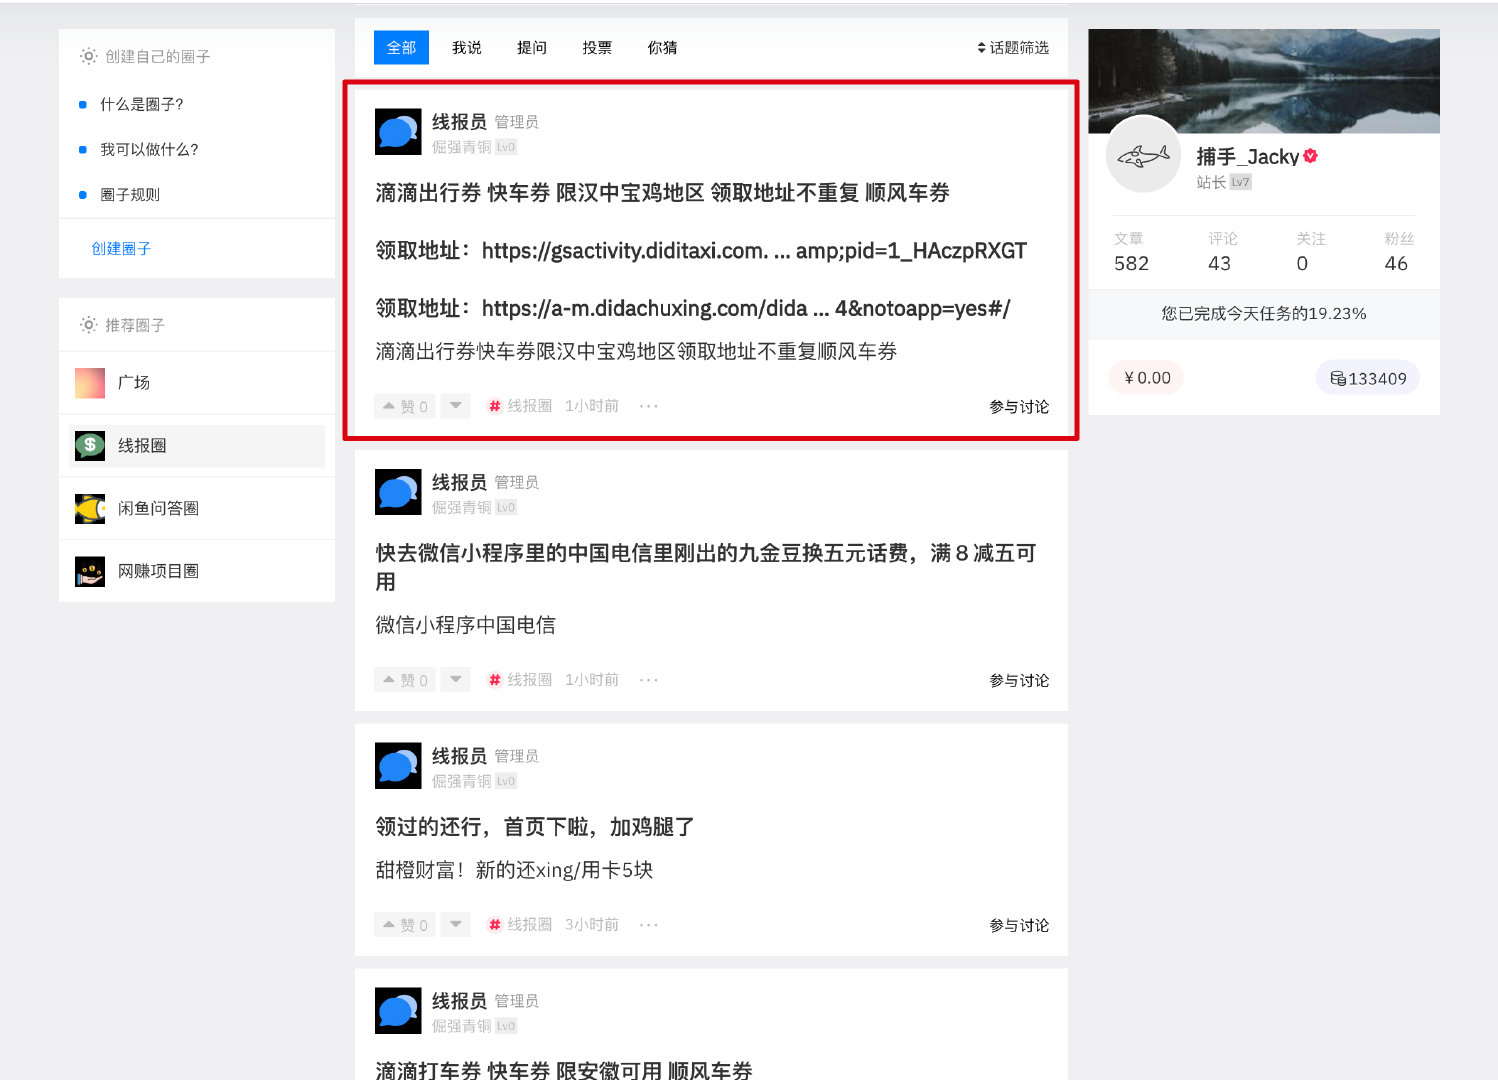 创建自己的圈子
什么是圈子?
我可以做什么?
圈子规则
创建圈子
推荐圈子
广场
线报圈
闲鱼问答圈
网赚项目圈
全部 我说 提问 投票 你猜 话题筛选
线报员 管理员
倔强青铜 Lv0
滴滴出行券 快车券 限汉中宝鸡地区 领取地址不重复 顺风车券
领取地址：https://gsactivity.diditaxi.com. ... amp;pid=1_HAczpRXGT
领取地址：https://a-m.didachuxing.com/dida ... 4&notoapp=yes#/
滴滴出行券快车券限汉中宝鸡地区领取地址不重复顺风车券
赞 0 # 线报圈 1小时前 ··· 参与讨论
线报员 管理员
倔强青铜 Lv0
快去微信小程序里的中国电信里刚出的九金豆换五元话费，满８减五可
用
微信小程序中国电信
赞 0 # 线报圈 1小时前 ··· 参与讨论
线报员 管理员
倔强青铜 Lv0
领过的还行，首页下啦，加鸡腿了
甜橙财富！新的还xing/用卡5块
赞 0 # 线报圈 3小时前 ··· 参与讨论
线报员 管理员
倔强青铜 Lv0
滴滴打车券 快车券 限安徽可用 顺风车券
捕手_Jacky
站长 Lv7
文章 评论 关注 粉丝
582 43 0 46
您已完成今天任务的19.23%
￥0.00 133409